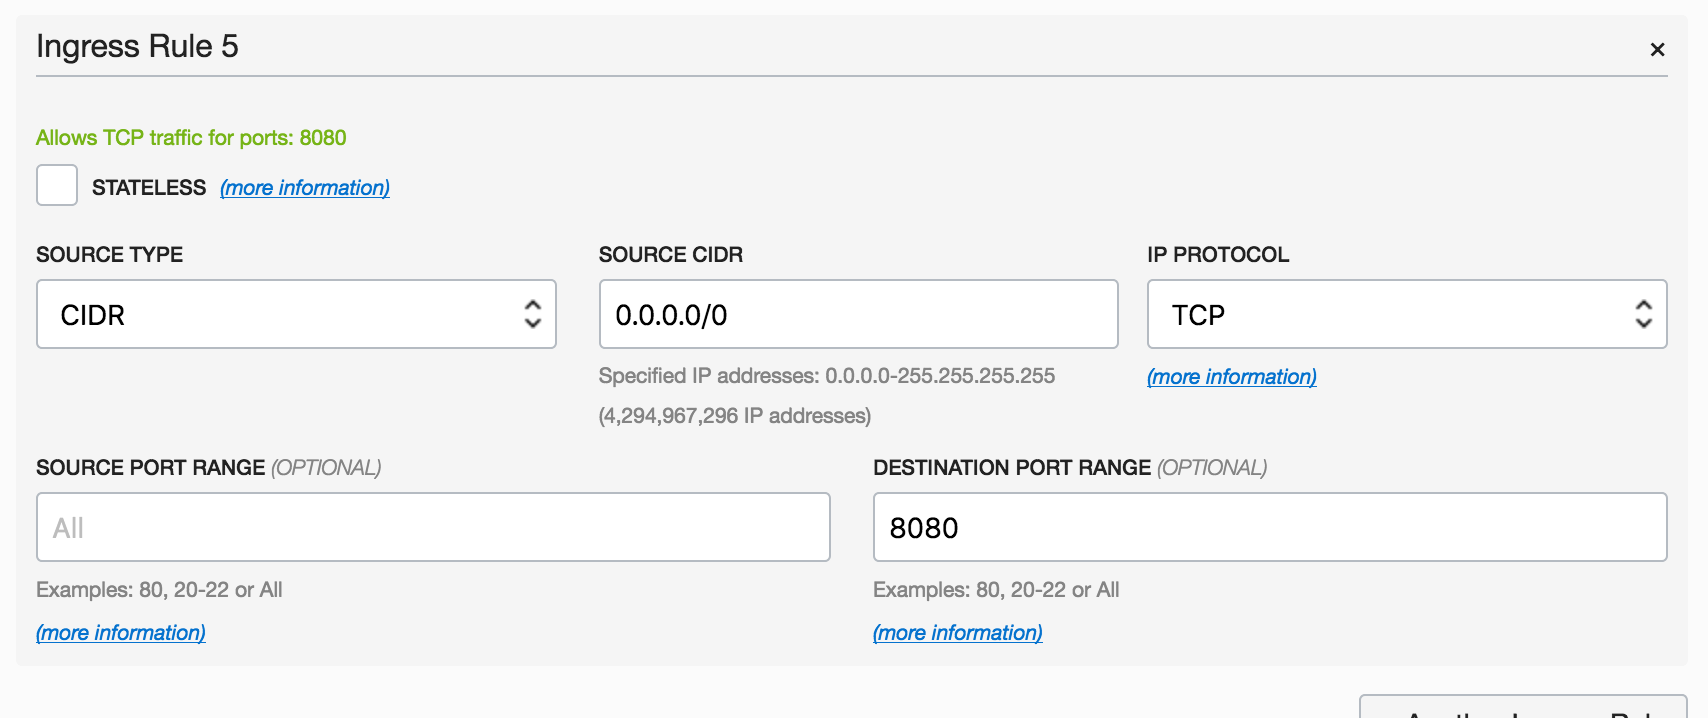 Ingress Rule 5
×
Allows TCP traffic for ports: 8080
STATELESS (more information)
SOURCE TYPE
SOURCE CIDR
IP PROTOCOL
CIDR
0.0.0.0/0
TCP
Specified IP addresses: 0.0.0.0-255.255.255.255
(4,294,967,296 IP addresses)
(more information)
SOURCE PORT RANGE (OPTIONAL)
DESTINATION PORT RANGE (OPTIONAL)
All
8080
Examples: 80, 20-22 or All
Examples: 80, 20-22 or All
(more information)
(more information)